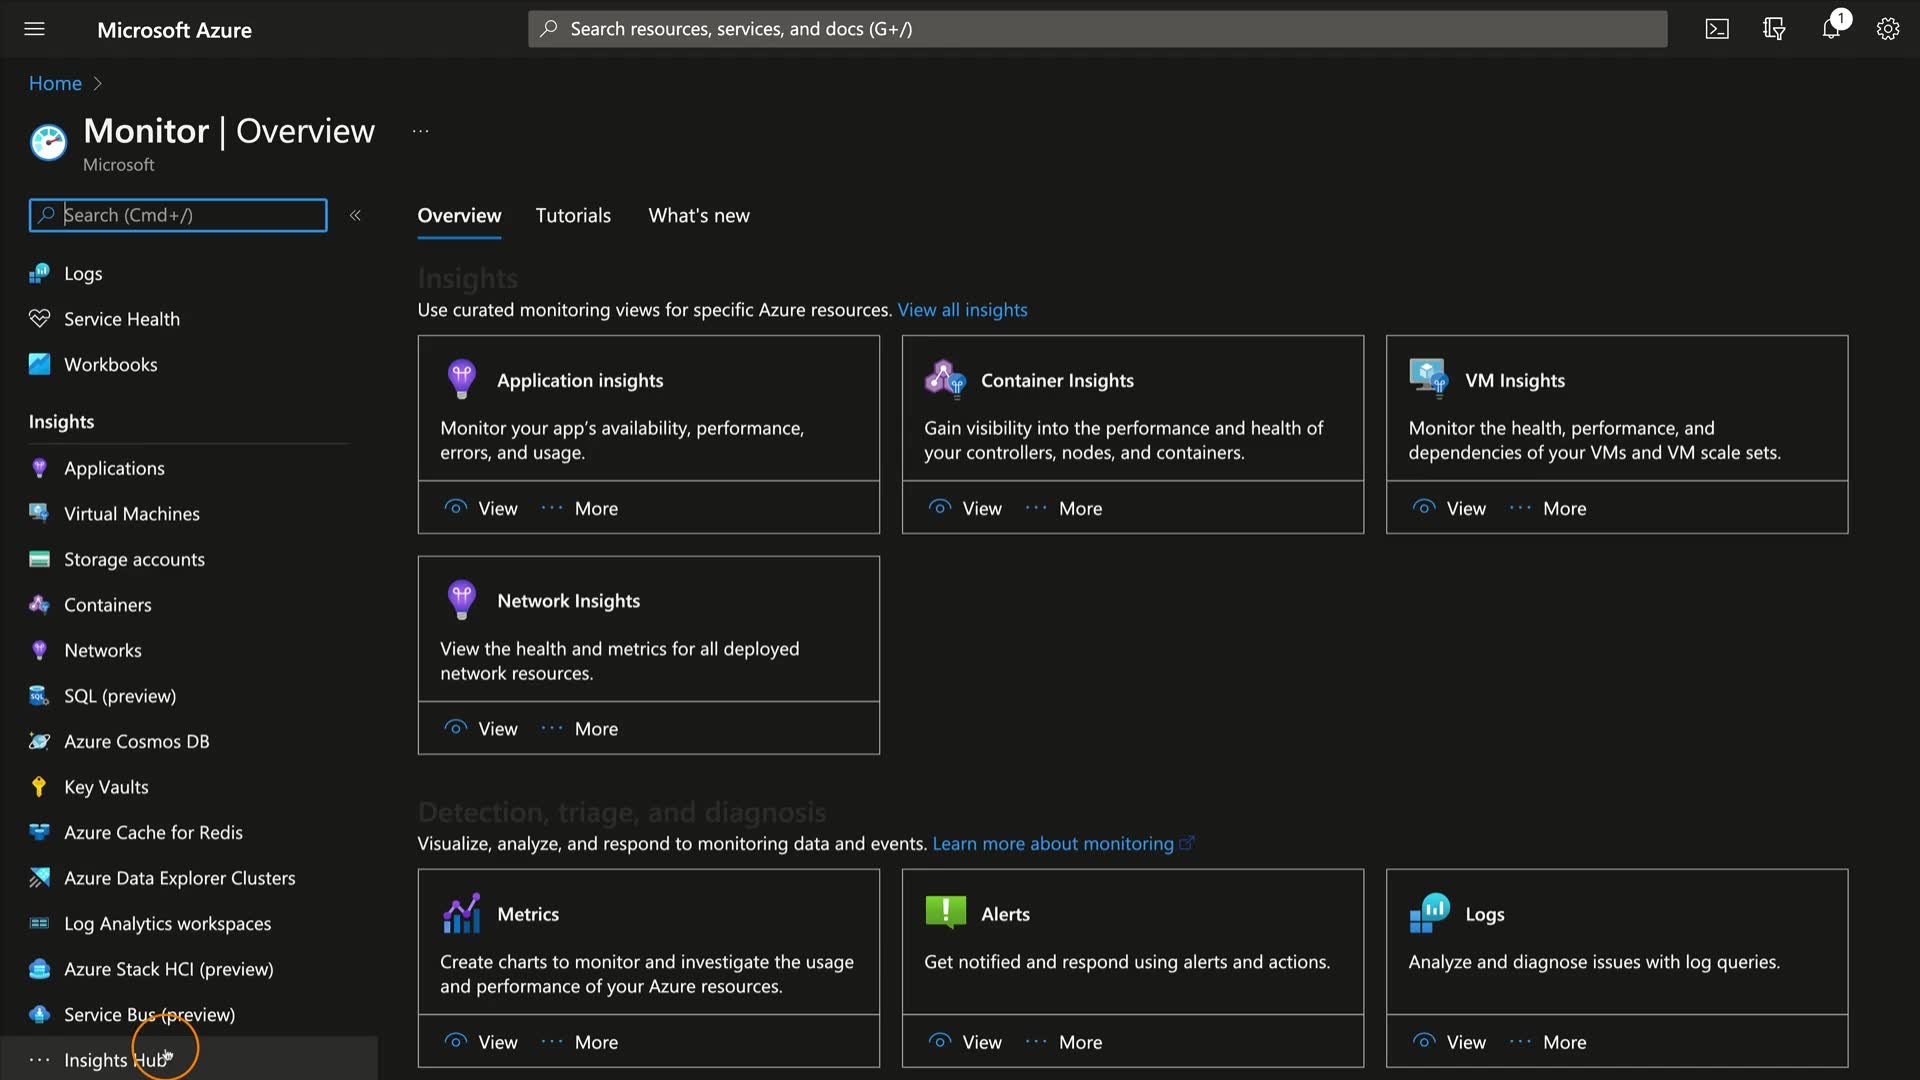 Microsoft Azure
Search resources, services, and docs (G+/)
1
Home
Monitor | Overview
...
Microsoft
Search (Cmd+/)
Logs
Service Health
Workbooks
Insights
Applications
Virtual Machines
Storage accounts
Containers
Networks
SQL (preview)
Azure Cosmos DB
Key Vaults
Azure Cache for Redis
Azure Data Explorer Clusters
Log Analytics workspaces
Azure Stack HCI (preview)
Service Bus (preview)
Insights Hub
Overview Tutorials What's new
Insights
Use curated monitoring views for specific Azure resources. View all insights
Application insights
Monitor your app's availability, performance,
errors, and usage.
View ... More
Container Insights
Gain visibility into the performance and health of
your controllers, nodes, and containers.
View ... More
VM Insights
Monitor the health, performance, and
dependencies of your VMs and VM scale sets.
View ... More
Network Insights
View the health and metrics for all deployed
network resources.
View ... More
Detection, triage, and diagnosis
Visualize, analyze, and respond to monitoring data and events. Learn more about monitoring
Metrics
Create charts to monitor and investigate the usage
and performance of your Azure resources.
View ... More
Alerts
Get notified and respond using alerts and actions.
View ... More
Logs
Analyze and diagnose issues with log queries.
View ... More